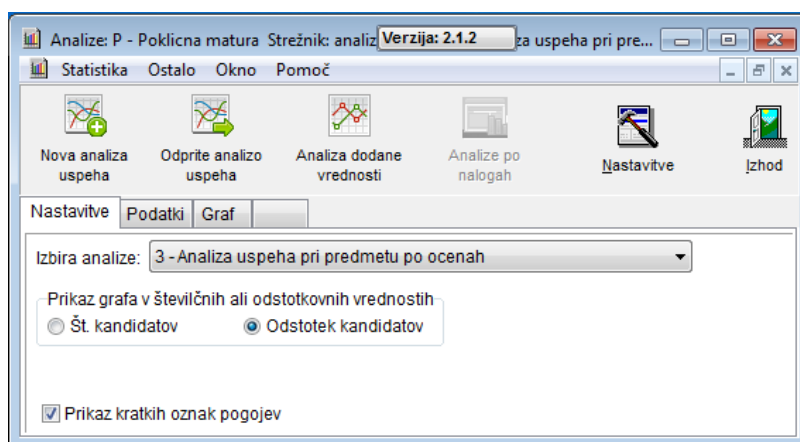 Analize: P - Poklicna matura Strežnik: analiz Verzija: 2.1.2 za uspeha pri pre...
Statistika Ostalo Okno Pomoč
Nova analiza uspeha
Odprite analizo uspeha
Analiza dodane vrednosti
Analize po nalogah
Nastavitve
Izhod
Nastavitve Podatki Graf
Izbira analize: 3 - Analiza uspeha pri predmetu po ocenah
Prikaz grafa v številčnih ali odstotkovnih vrednostih
Št. kandidatov Odstotek kandidatov
Prikaz kratkih oznak pogojev